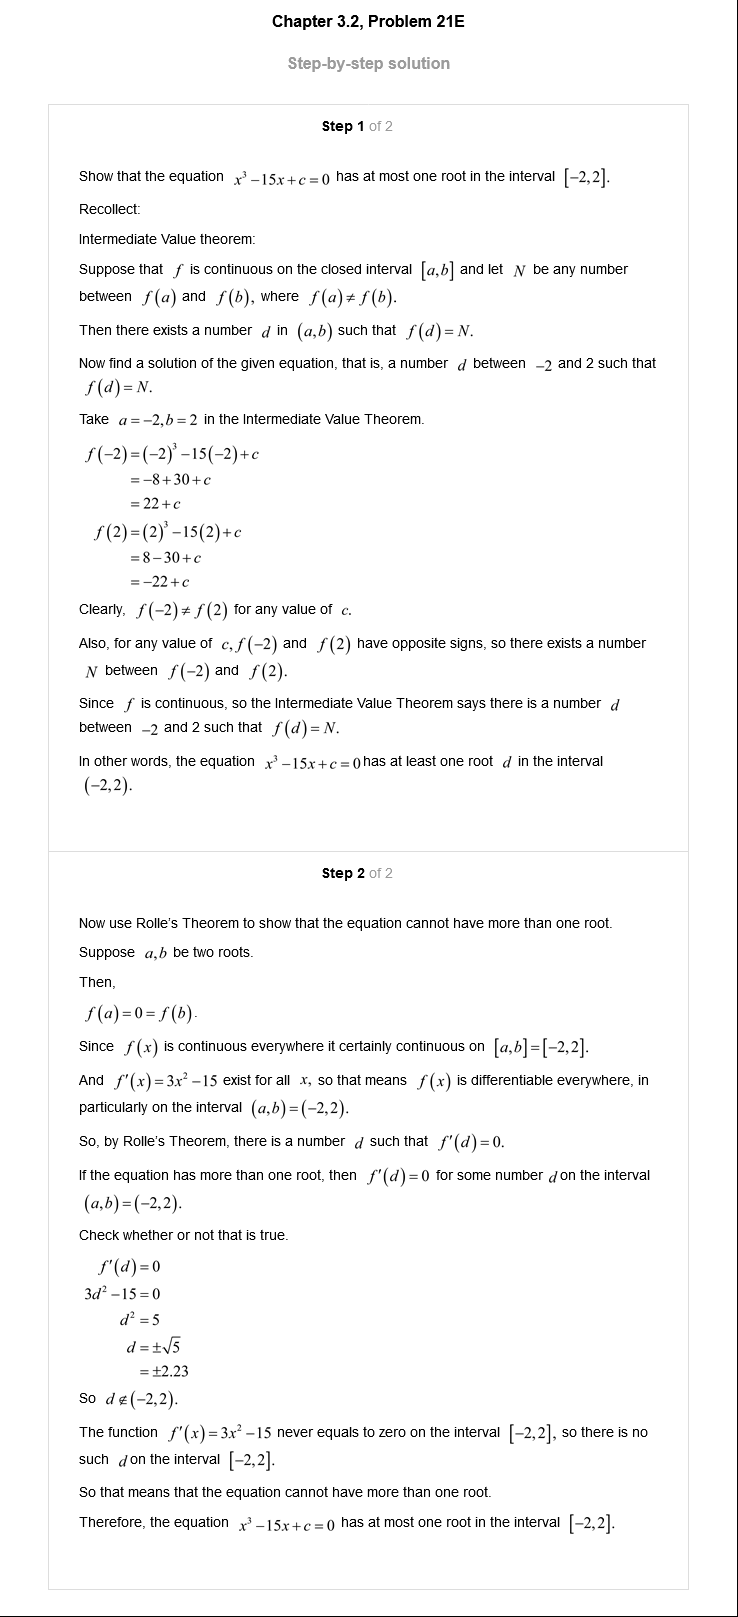 Chapter 3.2, Problem 21E
Step-by-step solution
Step 1 of 2
Show that the equation x³ −15x+c=0 has at most one root in the interval [−2,2].
Recollect:
Intermediate Value theorem:
Suppose that f is continuous on the closed interval [a,b] and let N be any number
between f(a) and f(b), where f(a)≠f(b).
Then there exists a number d in (a,b) such that f(d)=N.
Now find a solution of the given equation, that is, a number d between −2 and 2 such that
f(d)=N.
Take a=−2,b=2 in the Intermediate Value Theorem.
f(−2)=(−2)³−15(−2)+c
=−8+30+c
=22+c
f(2)=(2)³−15(2)+c
=8−30+c
=−22+c
Clearly, f(−2)≠f(2) for any value of c.
Also, for any value of c,f(−2) and f(2) have opposite signs, so there exists a number
N between f(−2) and f(2).
Since f is continuous, so the Intermediate Value Theorem says there is a number d
between −2 and 2 such that f(d)=N.
In other words, the equation x³−15x+c=0 has at least one root d in the interval
(−2,2).
Step 2 of 2
Now use Rolle's Theorem to show that the equation cannot have more than one root.
Suppose a,b be two roots.
Then,
f(a)=0=f(b).
Since f(x) is continuous everywhere it certainly continuous on [a,b]=[−2,2].
And f'(x)=3x²−15 exist for all x, so that means f(x) is differentiable everywhere, in
particularly on the interval (a,b)=(−2,2).
So, by Rolle's Theorem, there is a number d such that f'(d)=0.
If the equation has more than one root, then f'(d)=0 for some number d on the interval
(a,b)=(−2,2).
Check whether or not that is true.
f'(d)=0
3d²−15=0
d²=5
d=±√5
=±2.23
So d∉(−2,2).
The function f'(x)=3x²−15 never equals to zero on the interval [−2,2], so there is no
such d on the interval [−2,2].
So that means that the equation cannot have more than one root.
Therefore, the equation x³−15x+c=0 has at most one root in the interval [−2,2].